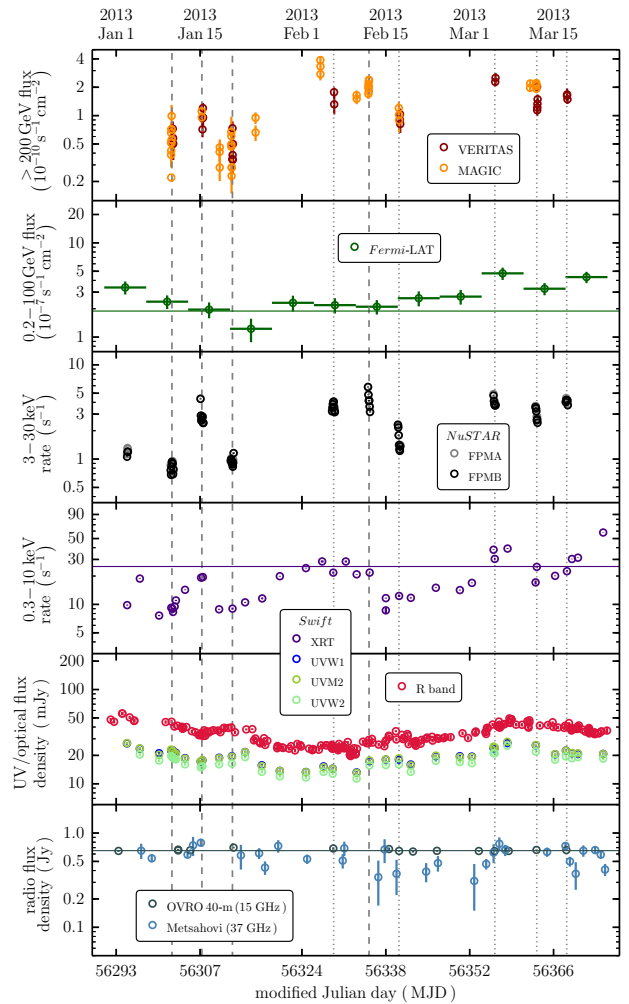 2013 2013 2013 2013 2013 2013
Jan 1 Jan 15 Feb 1 Feb 15 Mar 1 Mar 15
> 200 GeV flux
(10⁻¹⁰ s⁻¹ cm⁻²)
4
2
1
0.5
0.2
VERITAS
MAGIC
0.2−100 GeV flux
(10⁻⁷ s⁻¹ cm⁻²)
20
10
5
3
2
1
Fermi-LAT
3−30 keV
rate (s⁻¹)
10
5
3
1
0.5
NuSTAR
FPMA
FPMB
0.3−10 keV
rate (s⁻¹)
90
60
30
10
5
Swift
XRT
UVW1
UVM2
UVW2
UV/optical flux
density (mJy)
200
100
50
20
10
R band
radio flux
density (Jy)
1.0
0.5
0.1
OVRO 40-m (15 GHz)
Metsahovi (37 GHz)
56293 56307 56324 56338 56352 56366
modified Julian day (MJD)